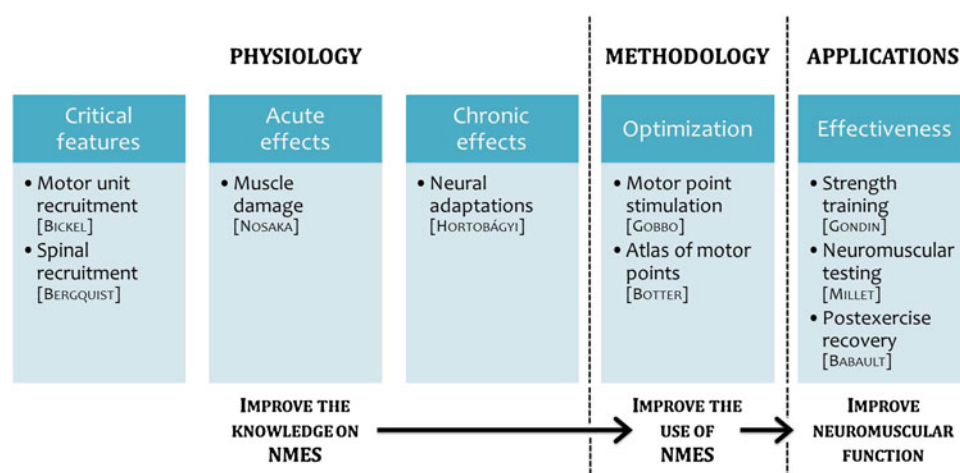 PHYSIOLOGY
METHODOLOGY
APPLICATIONS
Critical
features
• Motor unit
recruitment
[BICKEL]
• Spinal
recruitment
[BERGQUIST]
Acute
effects
• Muscle
damage
[NOSAKA]
Chronic
effects
• Neural
adaptations
[HORTOBÁGYI]
Optimization
• Motor point
stimulation
[GOBBO]
• Atlas of motor
points
[BOTTER]
Effectiveness
• Strength
training
[GONDIN]
• Neuromuscular
testing
[MILLET]
• Postexercise
recovery
[BABAULT]
IMPROVE THE
KNOWLEDGE ON
NMES
IMPROVE THE
USE OF
NMES
IMPROVE
NEUROMUSCULAR
FUNCTION